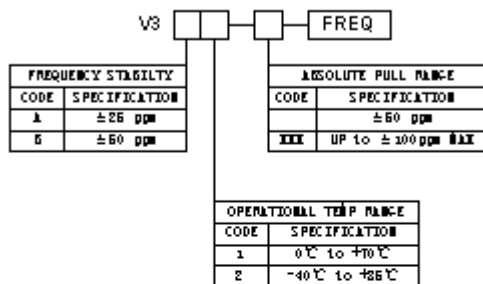 V3
FREQ
FREQUENCY STABILTY
CODE SPECIFICATION
A ±25 ppm
B ±50 ppm
ABSOLUTE PULL RANGE
CODE SPECIFICATION
±50 ppm
XXX UP to ±100ppm MAX
OPERATIONAL TEMP RANGE
CODE SPECIFICATION
1 0℃ to +70℃
2 -40℃ to +85℃